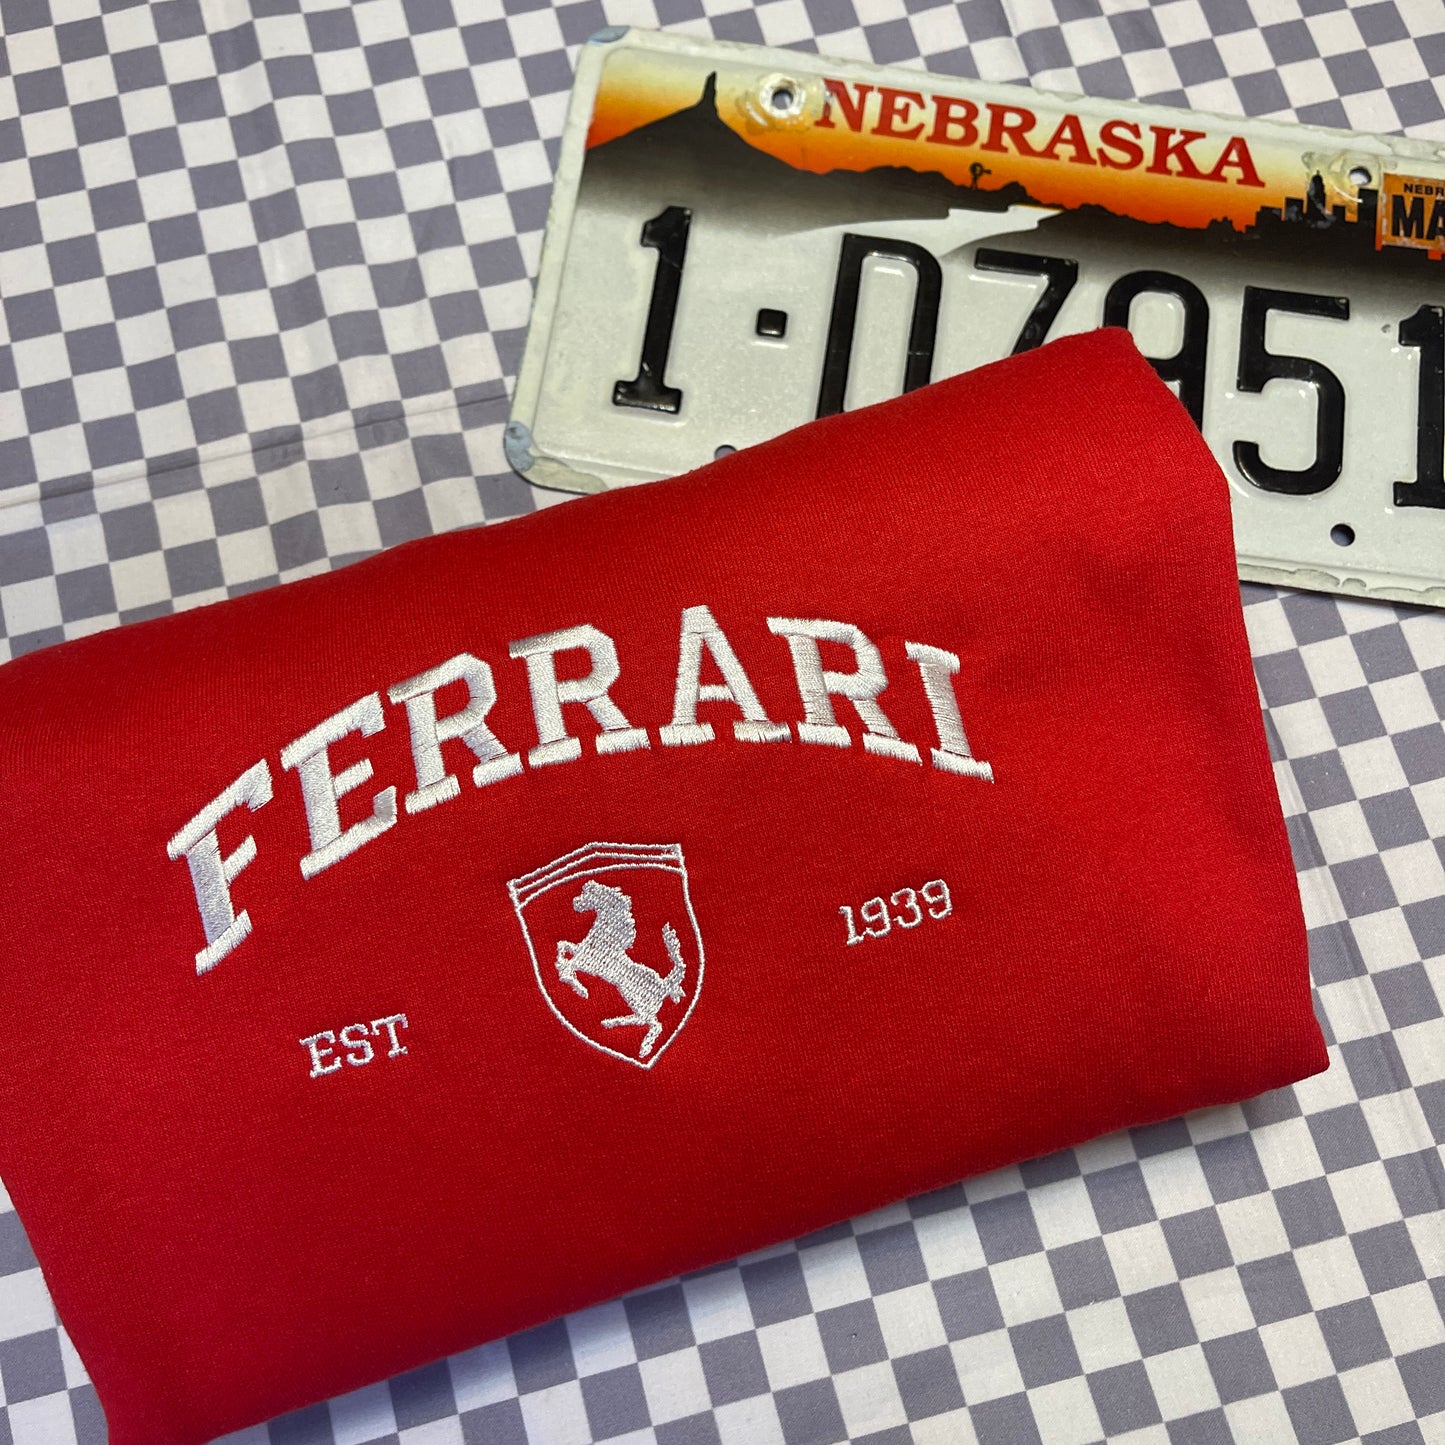 NEBRASKA
1·D7951
FERRARI
EST 1939